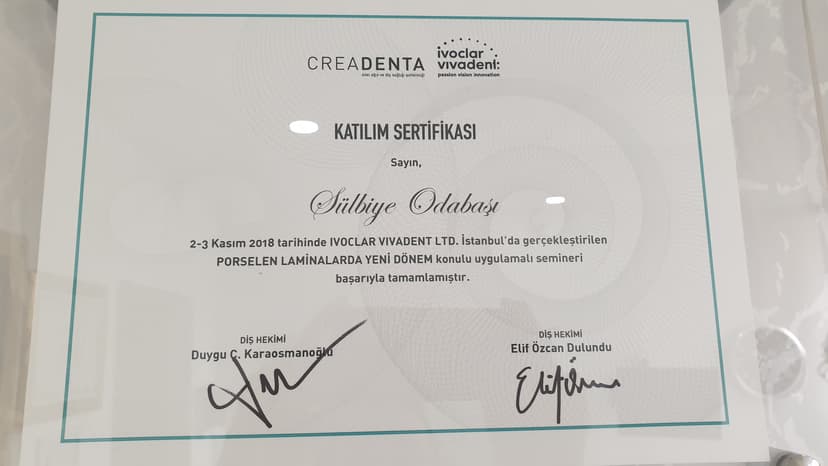 CREADENTA
ivoclar
vivadent:
passion vision innovation
KATILIM SERTİFİKASI
Sayın,
Sülbiye Odabaşı
2-3 Kasım 2018 tarihinde IVOCLAR VIVADENT LTD. İstanbul'da gerçekleştirilen
PORSELEN LAMİNALARDA YENİ DÖNEM konulu uygulamalı semineri
başarıyla tamamlamıştır.
DİŞ HEKİMİ
Duygu Ç. Karaosmanoğlu
DİŞ HEKİMİ
Elif Özcan Dulundu